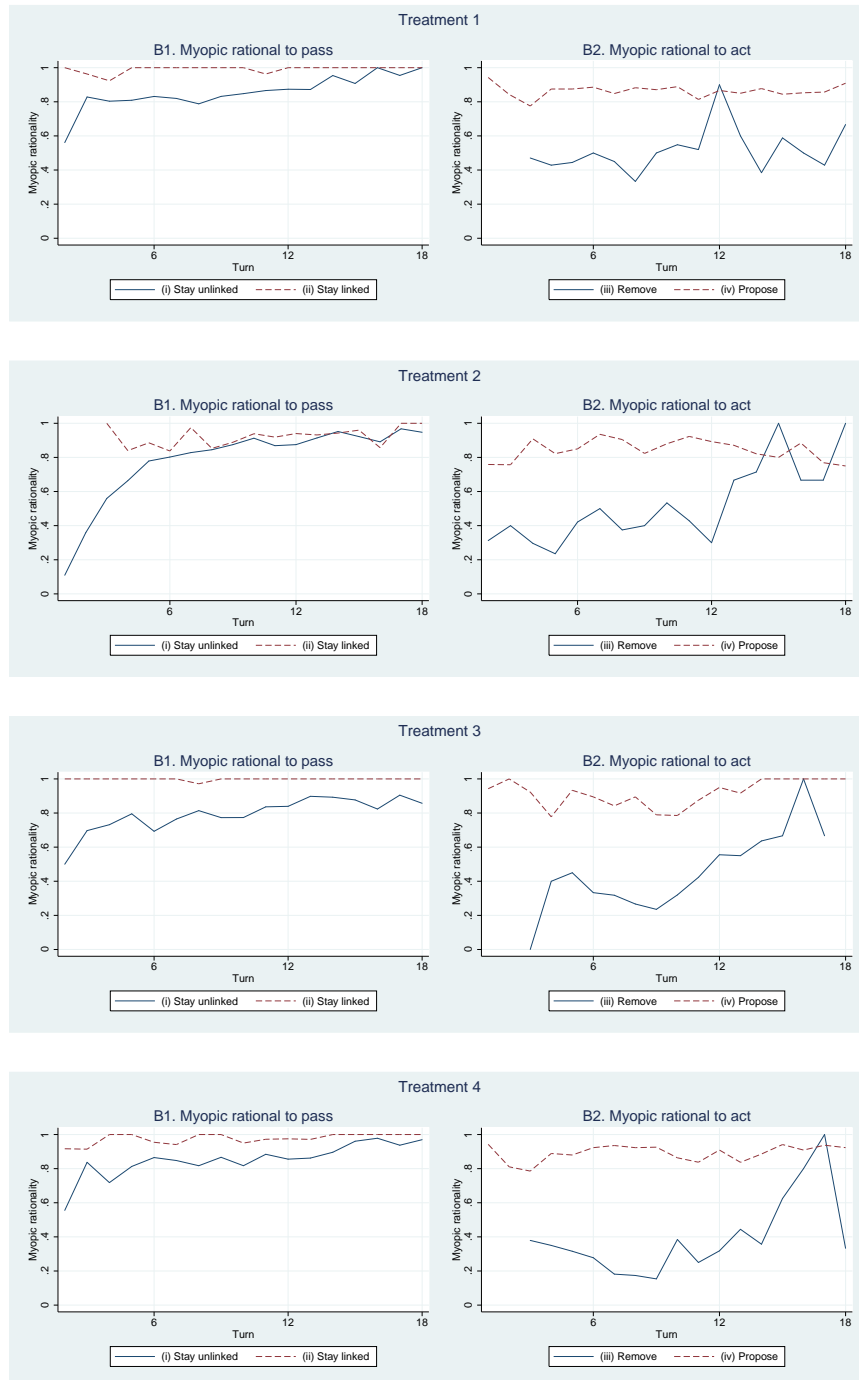 Treatment 1
B1. Myopic rational to pass
B2. Myopic rational to act
Myopic rationality
0 .2 .4 .6 .8 1
6 12 18
Turn
(i) Stay unlinked (ii) Stay linked
Myopic rationality
0 .2 .4 .6 .8 1
6 12 18
Turn
(iii) Remove (iv) Propose
Treatment 2
B1. Myopic rational to pass
B2. Myopic rational to act
Myopic rationality
0 .2 .4 .6 .8 1
6 12 18
Turn
(i) Stay unlinked (ii) Stay linked
Myopic rationality
0 .2 .4 .6 .8 1
6 12 18
Turn
(iii) Remove (iv) Propose
Treatment 3
B1. Myopic rational to pass
B2. Myopic rational to act
Myopic rationality
0 .2 .4 .6 .8 1
6 12 18
Turn
(i) Stay unlinked (ii) Stay linked
Myopic rationality
0 .2 .4 .6 .8 1
6 12 18
Turn
(iii) Remove (iv) Propose
Treatment 4
B1. Myopic rational to pass
B2. Myopic rational to act
Myopic rationality
0 .2 .4 .6 .8 1
6 12 18
Turn
(i) Stay unlinked (ii) Stay linked
Myopic rationality
0 .2 .4 .6 .8 1
6 12 18
Turn
(iii) Remove (iv) Propose